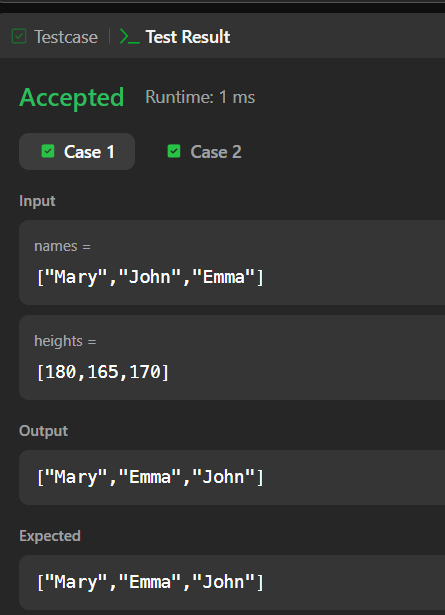 Testcase | >_ Test Result
Accepted Runtime: 1 ms
Case 1 Case 2
Input
names =
["Mary","John","Emma"]
heights =
[180,165,170]
Output
["Mary","Emma","John"]
Expected
["Mary","Emma","John"]